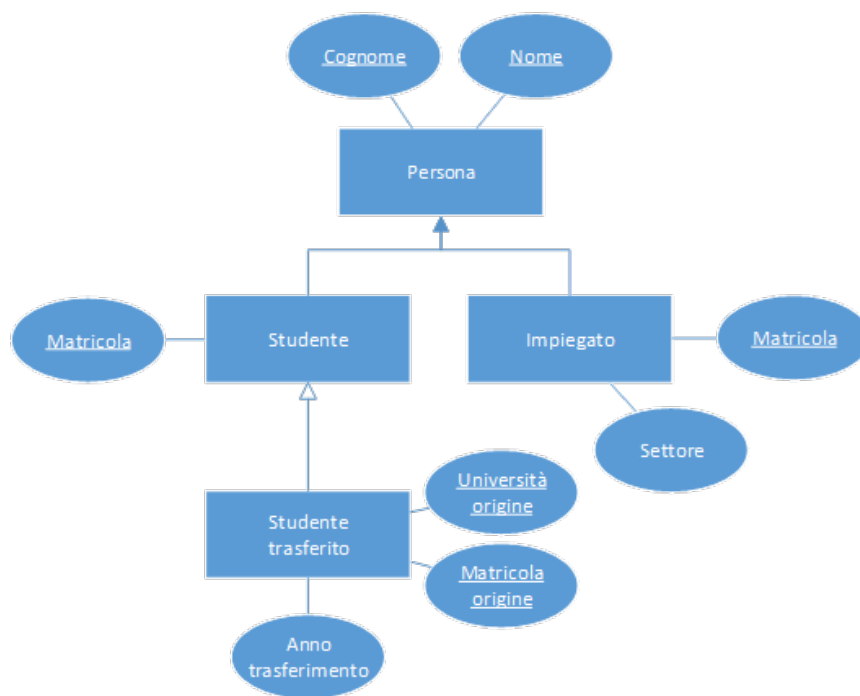 Cognome
Nome
Persona
Matricola
Studente
Impiegato
Matricola
Settore
Università
origine
Studente
trasferito
Matricola
origine
Anno
trasferimento